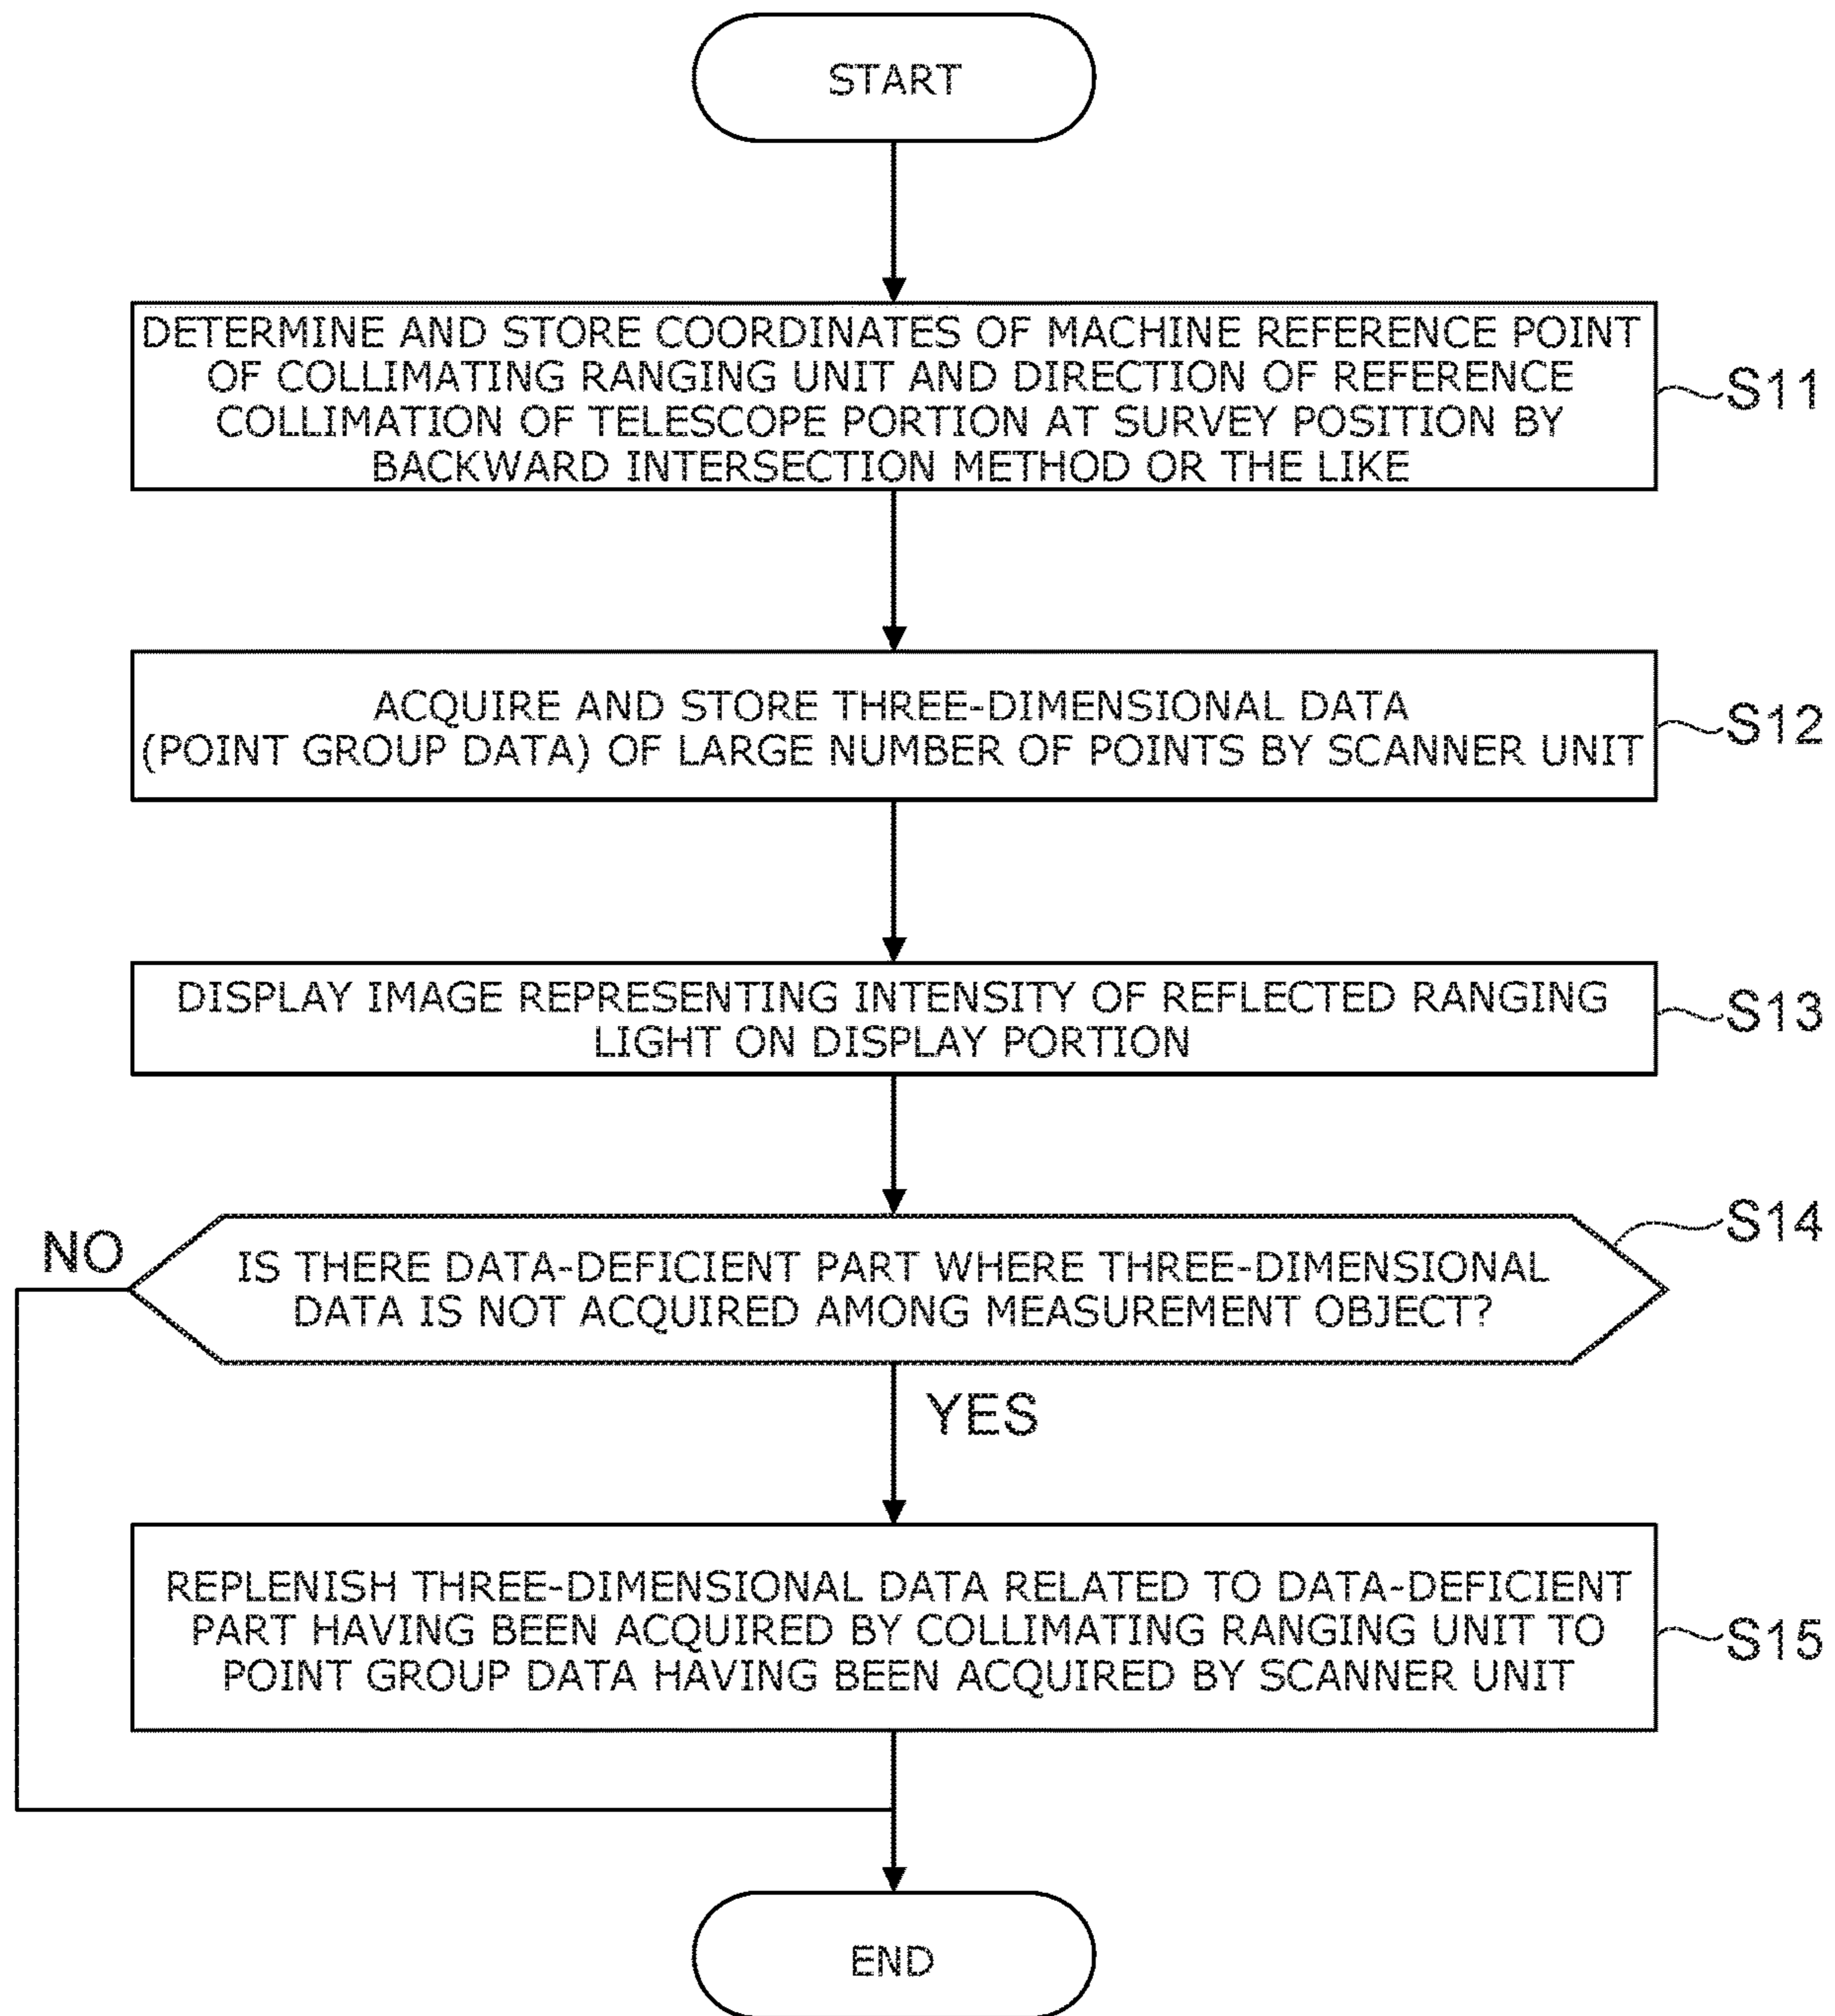 START
DETERMINE AND STORE COORDINATES OF MACHINE REFERENCE POINT
OF COLLIMATING RANGING UNIT AND DIRECTION OF REFERENCE
COLLIMATION OF TELESCOPE PORTION AT SURVEY POSITION BY
BACKWARD INTERSECTION METHOD OR THE LIKE
S11
ACQUIRE AND STORE THREE-DIMENSIONAL DATA
(POINT GROUP DATA) OF LARGE NUMBER OF POINTS BY SCANNER UNIT
S12
DISPLAY IMAGE REPRESENTING INTENSITY OF REFLECTED RANGING
LIGHT ON DISPLAY PORTION
S13
NO
IS THERE DATA-DEFICIENT PART WHERE THREE-DIMENSIONAL
DATA IS NOT ACQUIRED AMONG MEASUREMENT OBJECT?
S14
YES
REPLENISH THREE-DIMENSIONAL DATA RELATED TO DATA-DEFICIENT
PART HAVING BEEN ACQUIRED BY COLLIMATING RANGING UNIT TO
POINT GROUP DATA HAVING BEEN ACQUIRED BY SCANNER UNIT
S15
END